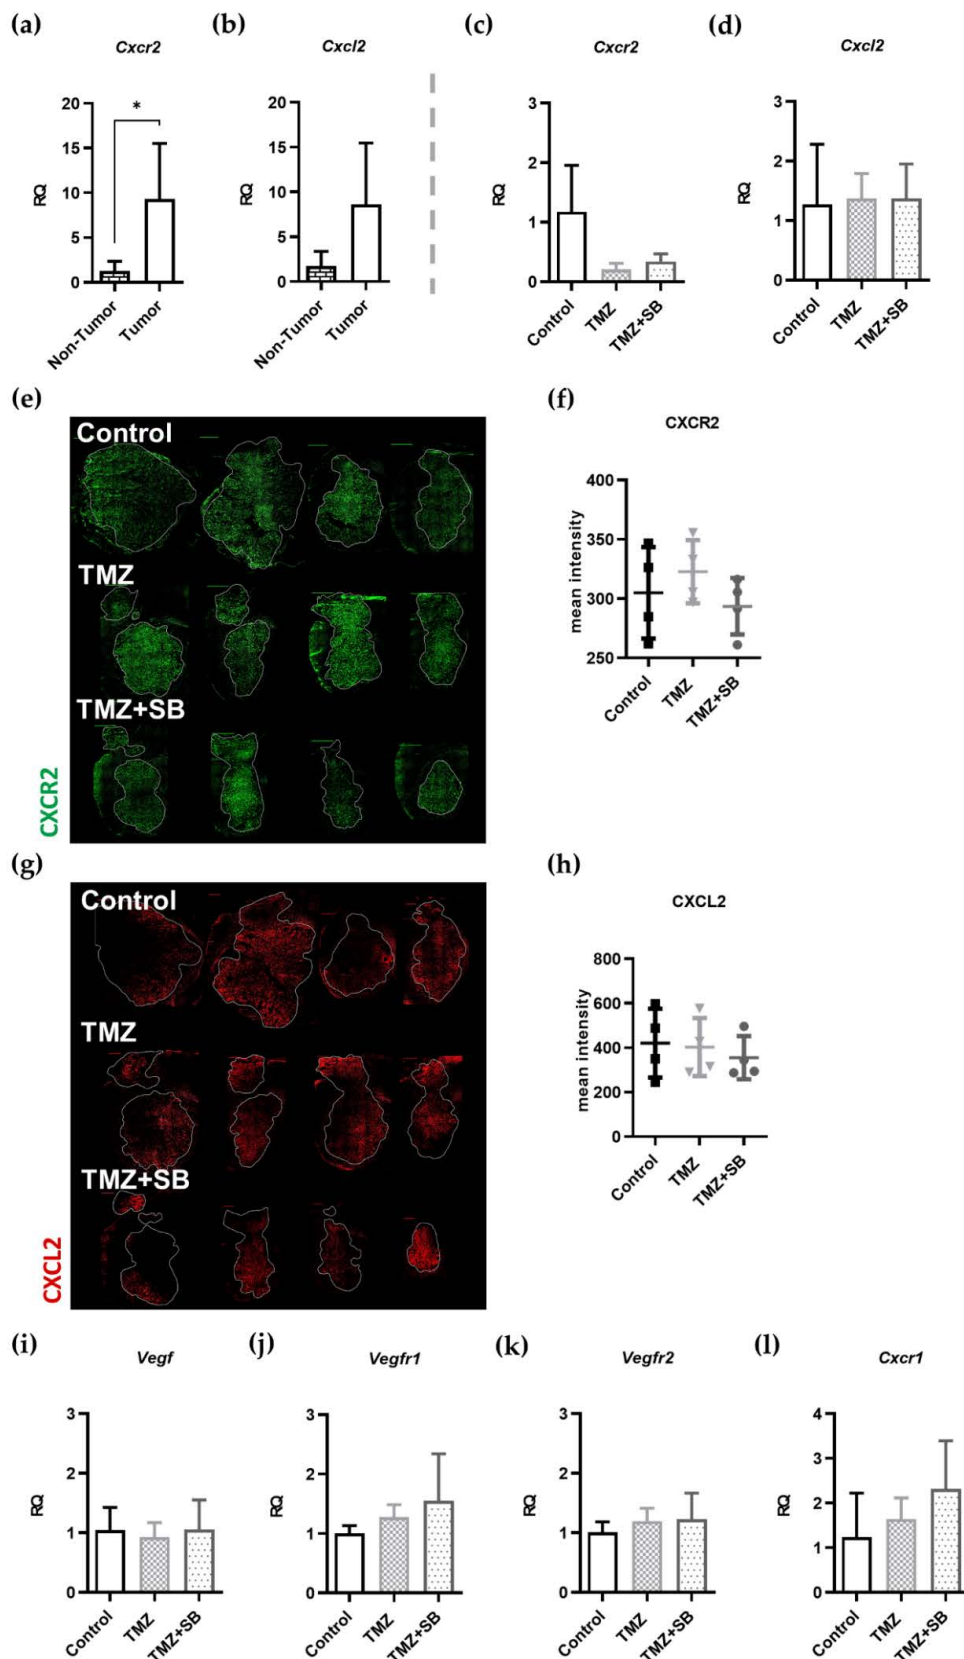 (a)
Cxcr2
20
15
10
5
0
RQ
*
Non-Tumor
Tumor
(b)
Cxcl2
20
15
10
5
0
RQ
Non-Tumor
Tumor
(c)
Cxcr2
3
2
1
0
RQ
Control
TMZ
TMZ+SB
(d)
Cxcl2
3
2
1
0
RQ
Control
TMZ
TMZ+SB
(e)
Control
TMZ
TMZ+SB
CXCR2
(f)
CXCR2
400
350
300
250
mean intensity
Control
TMZ
TMZ+SB
(g)
Control
TMZ
TMZ+SB
CXCL2
(h)
CXCL2
800
600
400
200
0
mean intensity
Control
TMZ
TMZ+SB
(i)
Vegf
3
2
1
0
RQ
Control
TMZ
TMZ+SB
(j)
Vegfr1
3
2
1
0
RQ
Control
TMZ
TMZ+SB
(k)
Vegfr2
3
2
1
0
RQ
Control
TMZ
TMZ+SB
(l)
Cxcr1
4
3
2
1
0
RQ
Control
TMZ
TMZ+SB